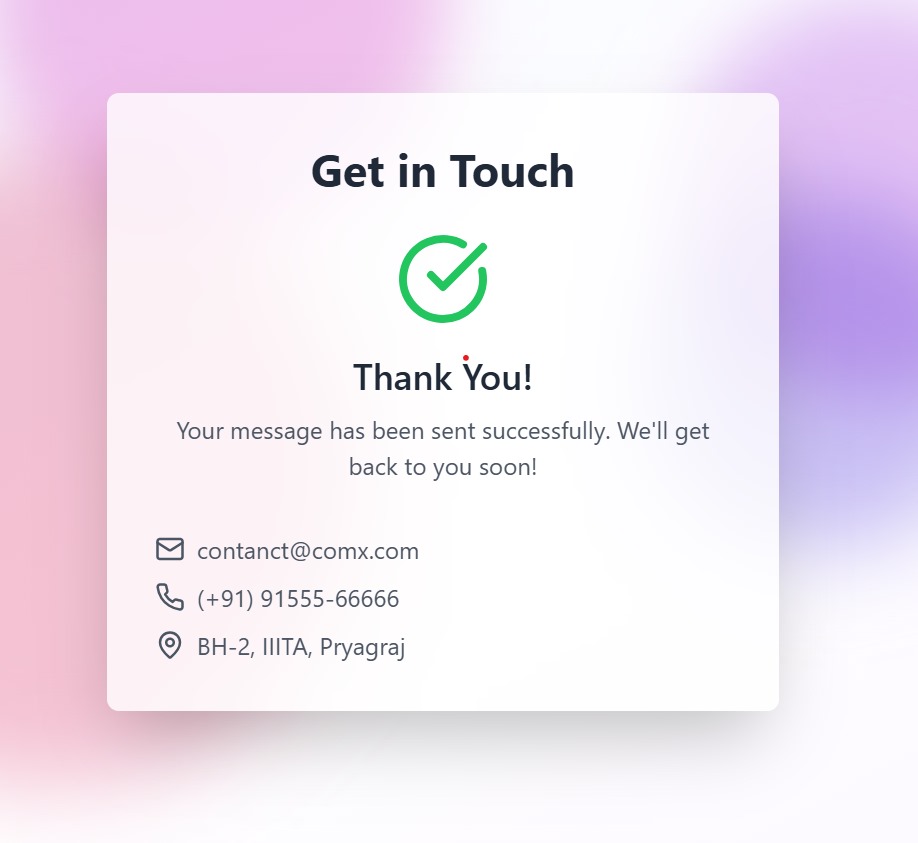 Get in Touch
Thank You!
Your message has been sent successfully. We'll get
back to you soon!
contanct@comx.com
(+91) 91555-66666
BH-2, IIITA, Pryagraj